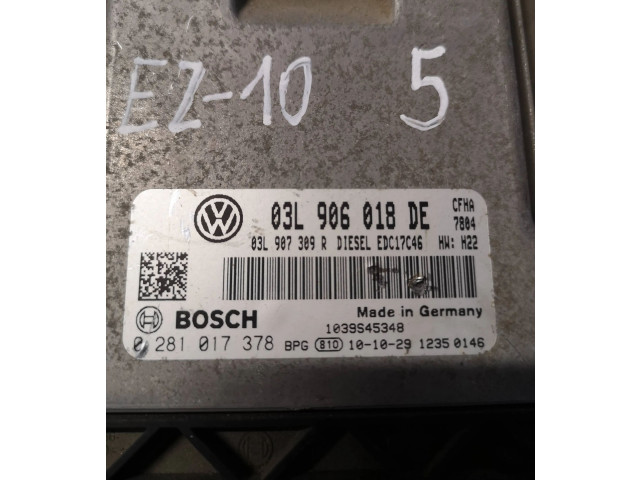 EZ-10 5
03L 906 018 DE CFHA
03L 907 309 R DIESEL EDC17C46 HW: H22 7804
BOSCH Made in Germany
1039S45348
0 281 017 378 BPG 810 10-10-29 1235 0146